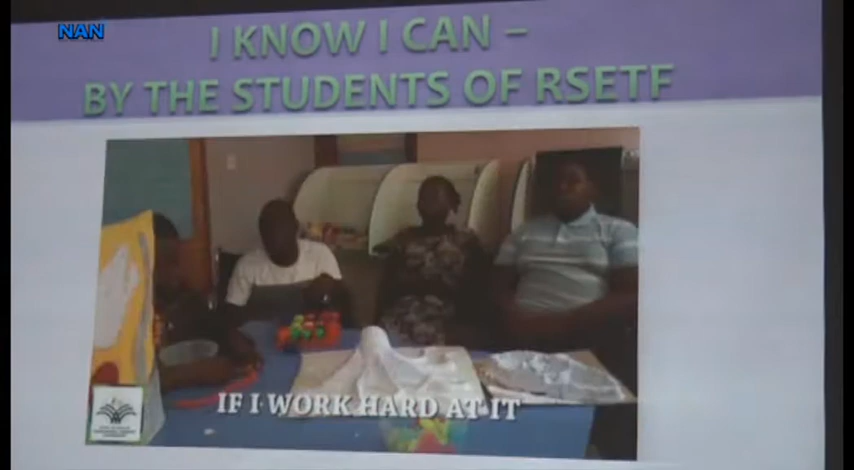 NAN
I KNOW I CAN –
BY THE STUDENTS OF RSETF
IF I WORK HARD AT IT